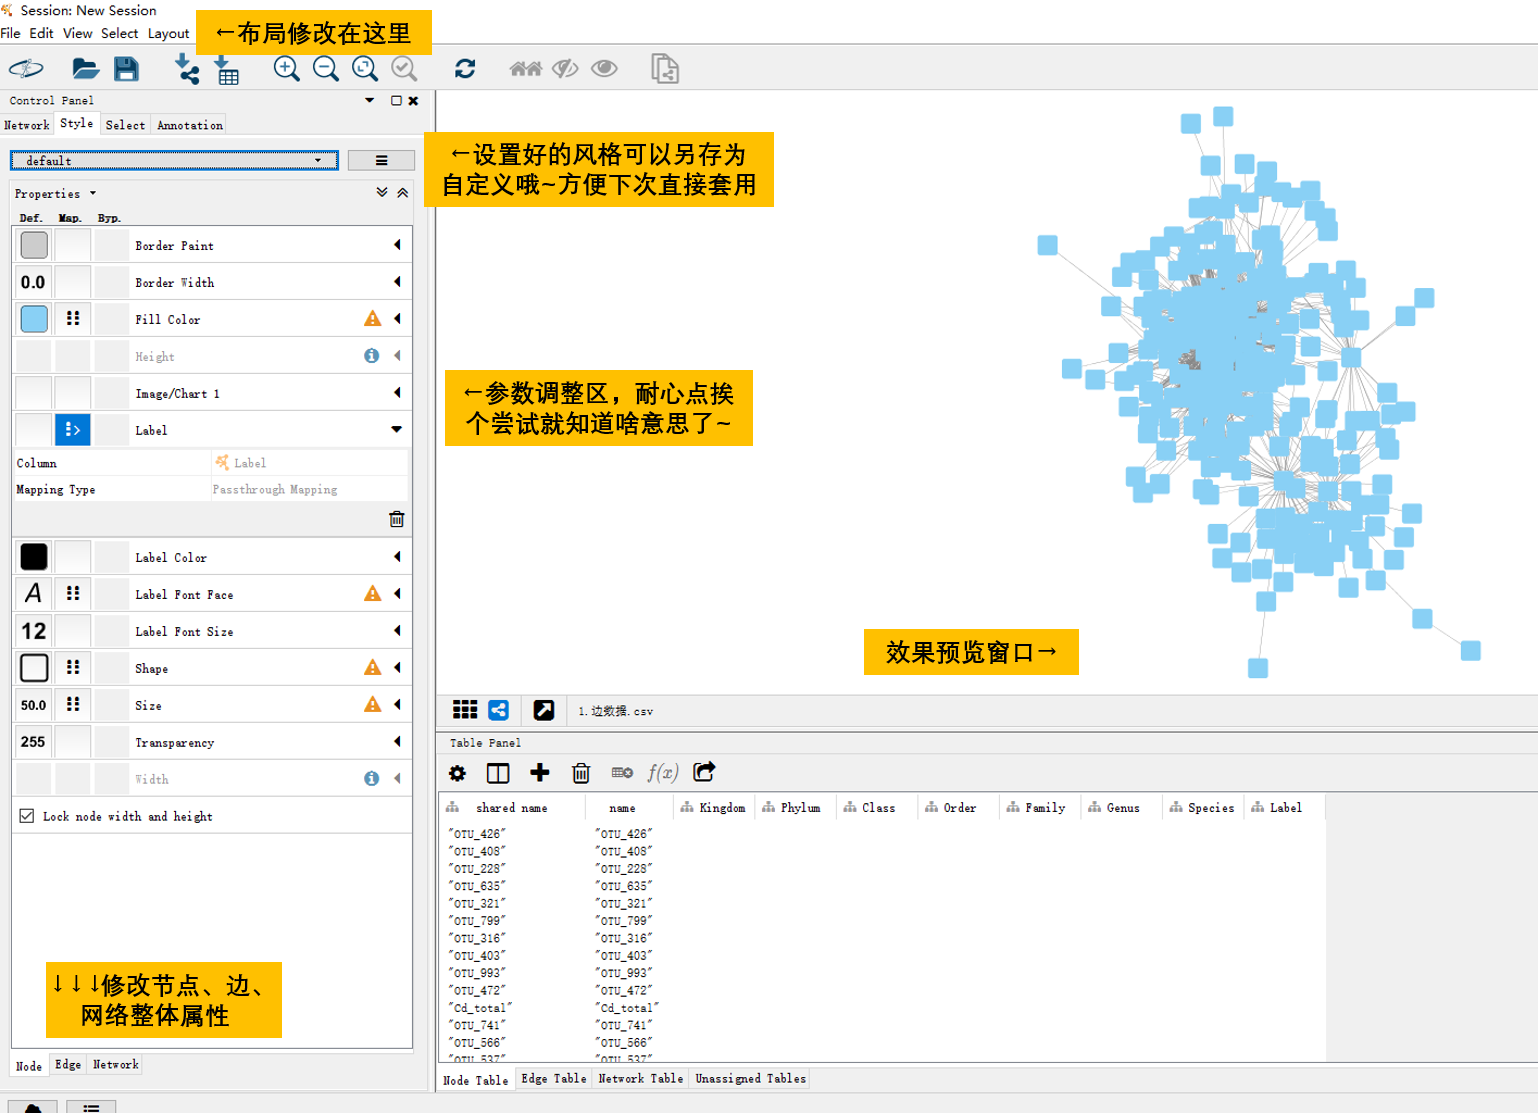 Session: New Session
File Edit View Select Layout
←布局修改在这里
Control Panel
Network Style Select Annotation
default
←设置好的风格可以另存为
自定义哦~方便下次直接套用
Properties
Def. Map. Byp.
Border Paint
0.0 Border Width
Fill Color
Height
Image/Chart 1
←参数调整区，耐心点挨
个尝试就知道啥意思了~
Label
Column Label
Mapping Type Passthrough Mapping
Label Color
A Label Font Face
12 Label Font Size
Shape
50.0 Size
255 Transparency
Width
Lock node width and height
↓↓↓修改节点、边、
网络整体属性
Node Edge Network
效果预览窗口→
1.边数据.csv
Table Panel
f(x)
shared name name Kingdom Phylum Class Order Family Genus Species Label
"OTU_426" "OTU_426"
"OTU_408" "OTU_408"
"OTU_228" "OTU_228"
"OTU_635" "OTU_635"
"OTU_321" "OTU_321"
"OTU_799" "OTU_799"
"OTU_316" "OTU_316"
"OTU_403" "OTU_403"
"OTU_993" "OTU_993"
"OTU_472" "OTU_472"
"Cd_total" "Cd_total"
"OTU_741" "OTU_741"
"OTU_566" "OTU_566"
"OTU_537" "OTU_537"
Node Table Edge Table Network Table Unassigned Tables